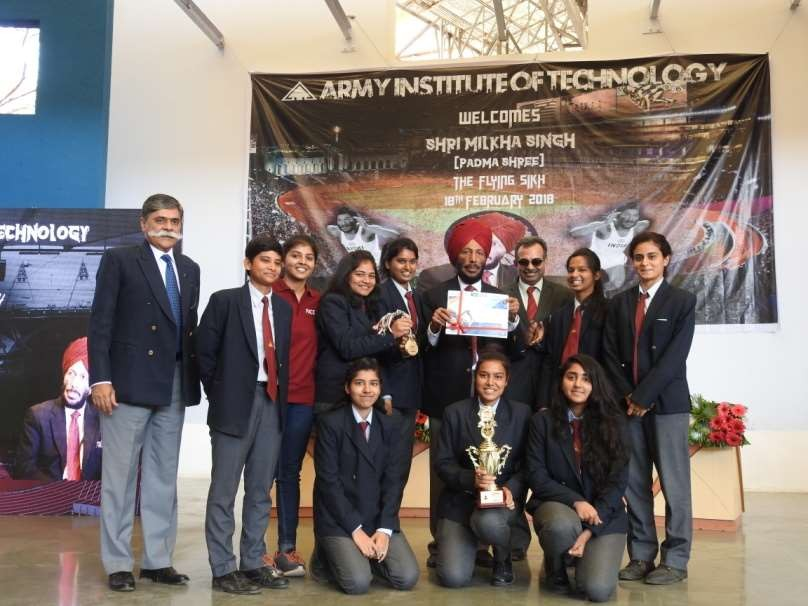 ARMY INSTITUTE OF TECHNOLOGY
WELCOMES
SHRI MILKHA SINGH
[PADMA SHREE]
THE FLYING SIKH
18TH FEBRUARY 2018
TECHNOLOGY